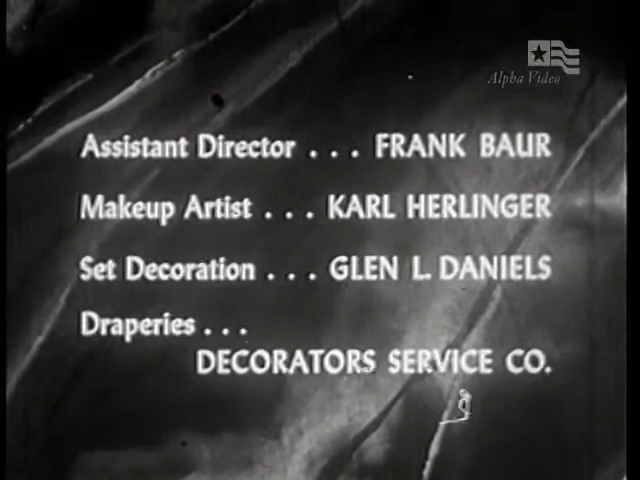 Alpha Video
Assistant Director . . . FRANK BAUR
Makeup Artist . . . KARL HERLINGER
Set Decoration . . . GLEN L. DANIELS
Draperies . . .
DECORATORS SERVICE CO.